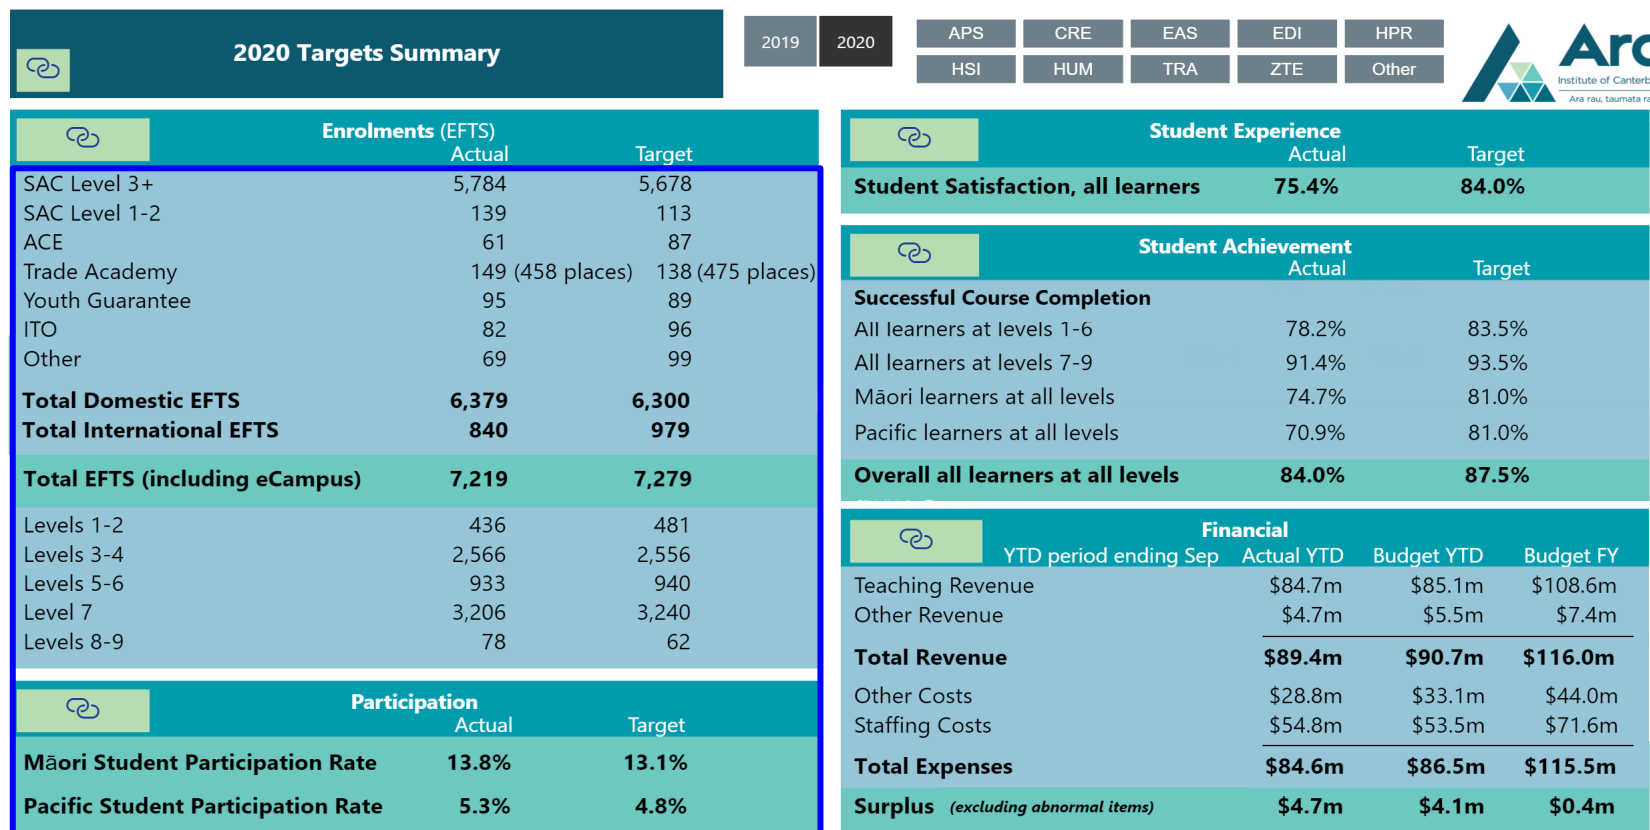 2020 Targets Summary
2019 2020
APS CRE EAS EDI HPR
HSI HUM TRA ZTE Other
Institute of Canterb
Ara rau, taumata ra
Enrolments (EFTS)
Actual Target
SAC Level 3+ 5,784 5,678
SAC Level 1-2 139 113
ACE 61 87
Trade Academy 149 (458 places) 138 (475 places)
Youth Guarantee 95 89
ITO 82 96
Other 69 99
Total Domestic EFTS 6,379 6,300
Total International EFTS 840 979
Total EFTS (including eCampus) 7,219 7,279
Levels 1-2 436 481
Levels 3-4 2,566 2,556
Levels 5-6 933 940
Level 7 3,206 3,240
Levels 8-9 78 62
Participation
Actual Target
Māori Student Participation Rate 13.8% 13.1%
Pacific Student Participation Rate 5.3% 4.8%
Student Experience
Actual Target
Student Satisfaction, all learners 75.4% 84.0%
Student Achievement
Actual Target
Successful Course Completion
All learners at levels 1-6 78.2% 83.5%
All learners at levels 7-9 91.4% 93.5%
Māori learners at all levels 74.7% 81.0%
Pacific learners at all levels 70.9% 81.0%
Overall all learners at all levels 84.0% 87.5%
Financial
YTD period ending Sep Actual YTD Budget YTD Budget FY
Teaching Revenue $84.7m $85.1m $108.6m
Other Revenue $4.7m $5.5m $7.4m
Total Revenue $89.4m $90.7m $116.0m
Other Costs $28.8m $33.1m $44.0m
Staffing Costs $54.8m $53.5m $71.6m
Total Expenses $84.6m $86.5m $115.5m
Surplus (excluding abnormal items) $4.7m $4.1m $0.4m